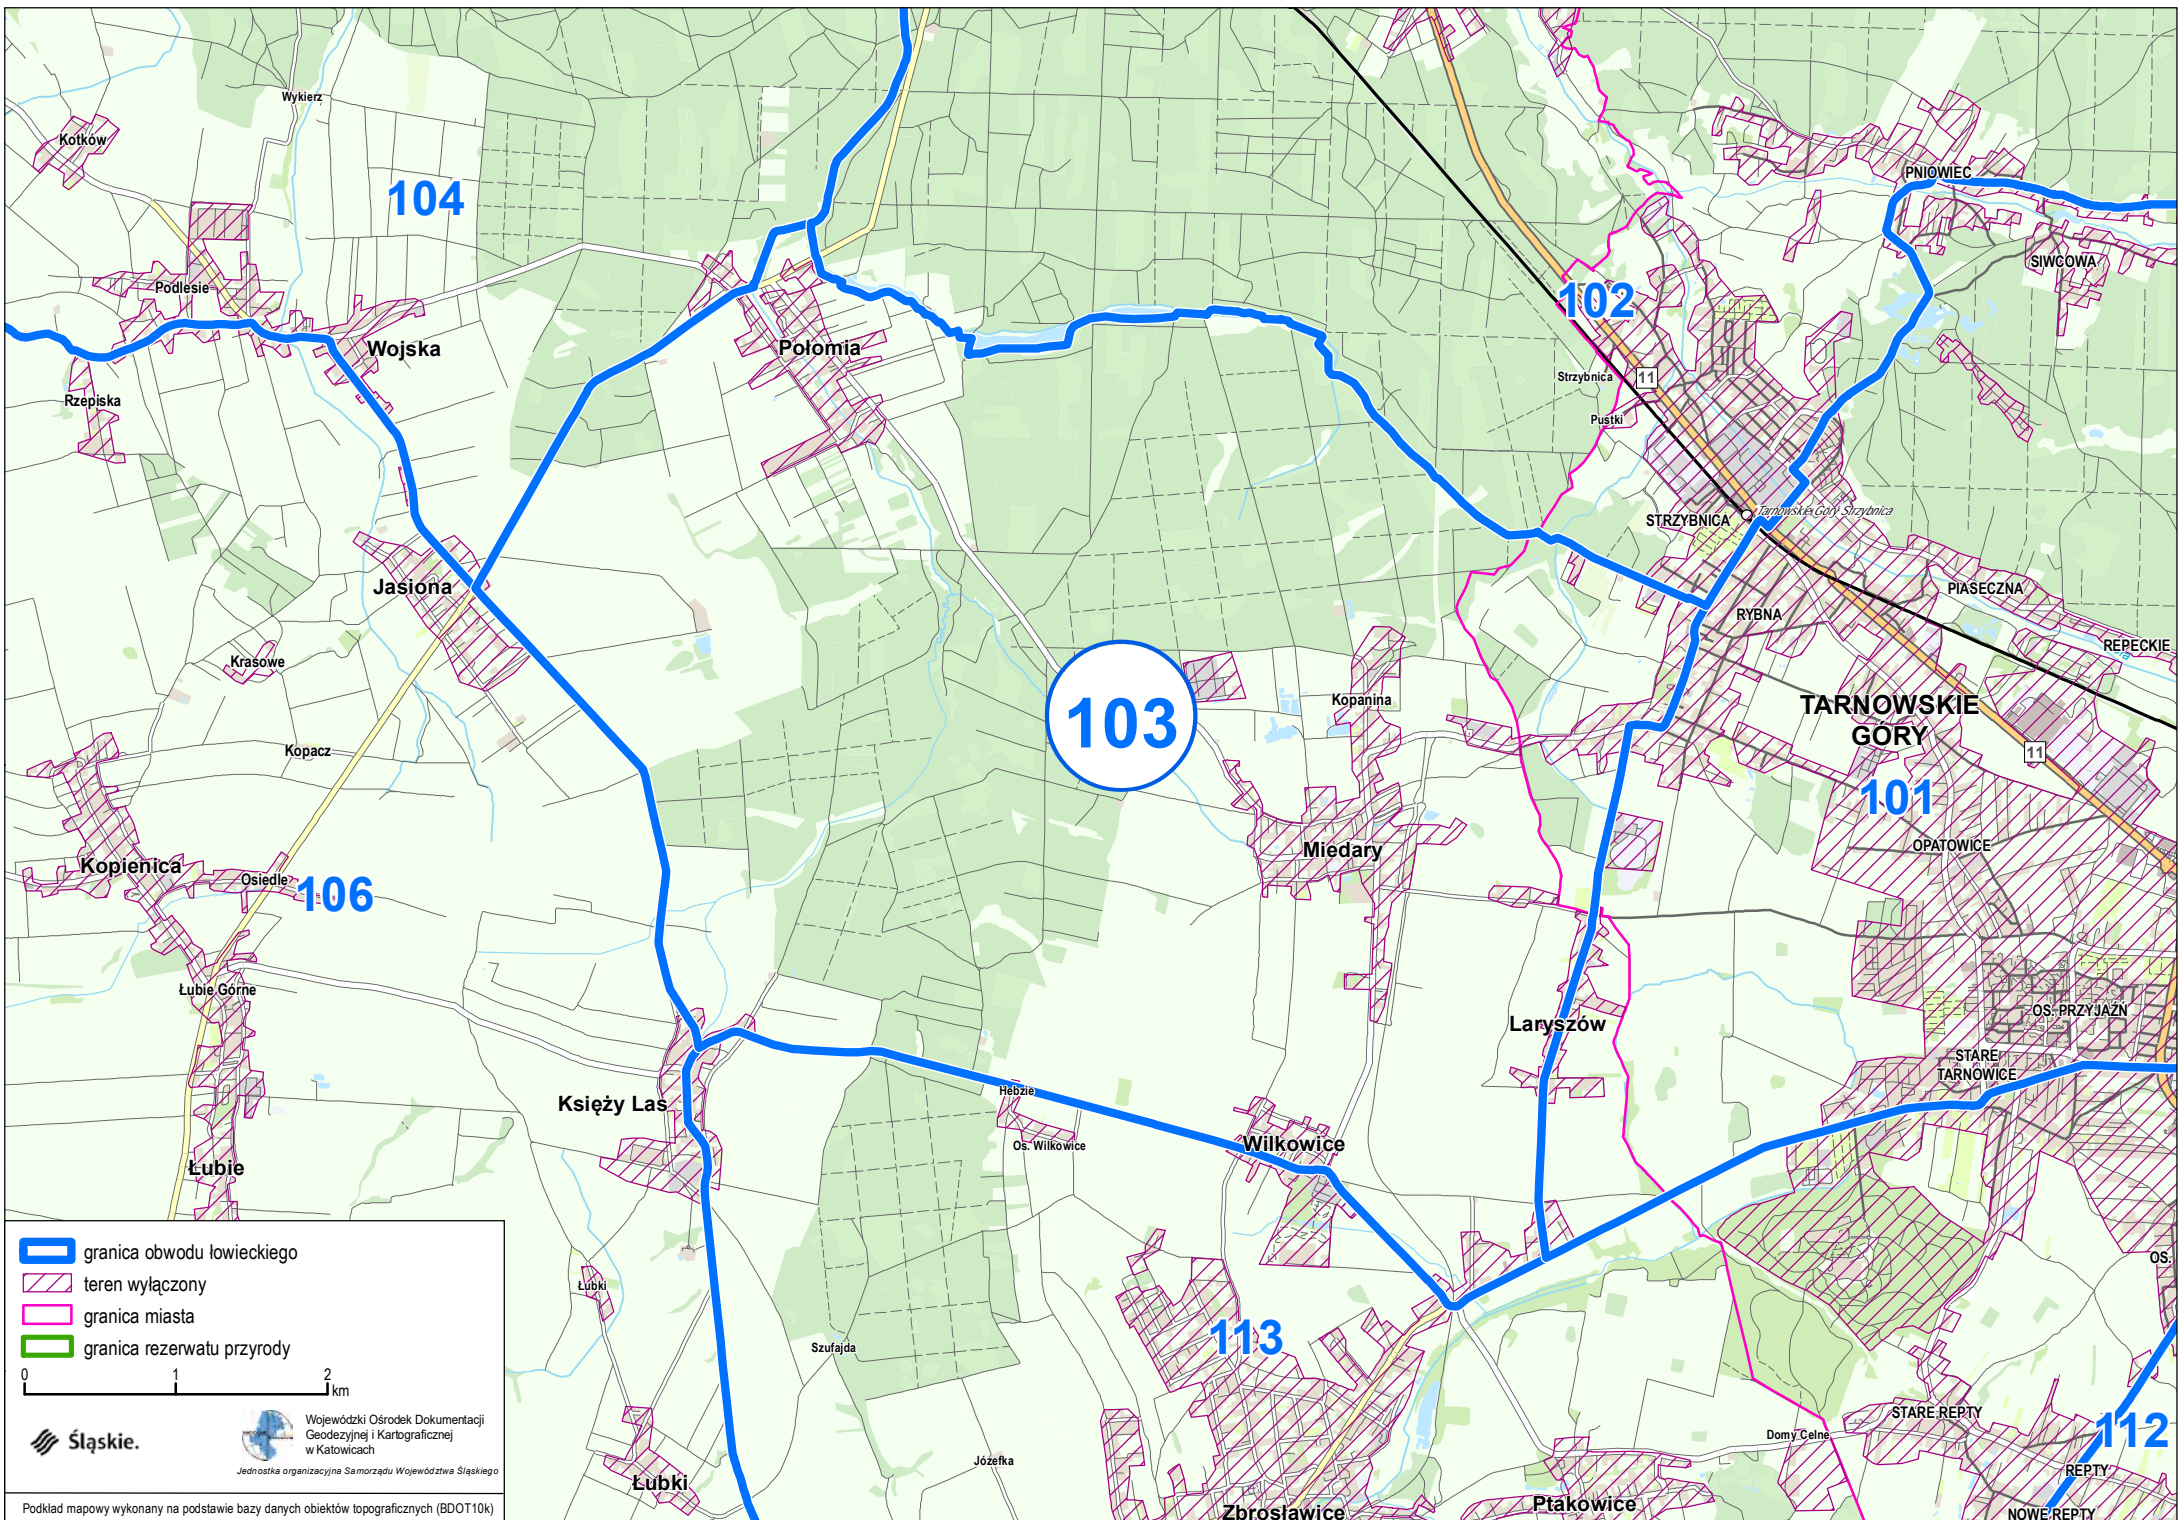 Wykierz
Kotków
104
PNIOWIEC
Podlesie
SIWCOWA
102
Wojska
Połomia
Strzybnica
11
Rzepiska
Pustki
STRZYBNICA
Tarnowskie Góry Strzybnica
Jasiona
PIASECZNA
RYBNA
REPECKIE
Krasowe
Kopanina
103
TARNOWSKIE
GÓRY
Kopacz
11
101
Miedary
OPATOWICE
Kopienica
Osiedle
106
Łubie Górne
OS. PRZYJAŹŃ
Laryszów
STARE
TARNOWICE
Hebzie
Księży Las
Os. Wilkowice
Wilkowice
Łubie
OS.
Łubki
113
Szufajda
STARE REPTY
112
Domy Celne
Józefka
REPTY
Łubki
Zbrosławice
Ptakowice
NOWE REPTY
granica obwodu łowieckiego
teren wyłączony
granica miasta
granica rezerwatu przyrody
0 1 2
km
Śląskie.
Wojewódzki Ośrodek Dokumentacji
Geodezyjnej i Kartograficznej
w Katowicach
Jednostka organizacyjna Samorządu Województwa Śląskiego
Podkład mapowy wykonany na podstawie bazy danych obiektów topograficznych (BDOT10k)